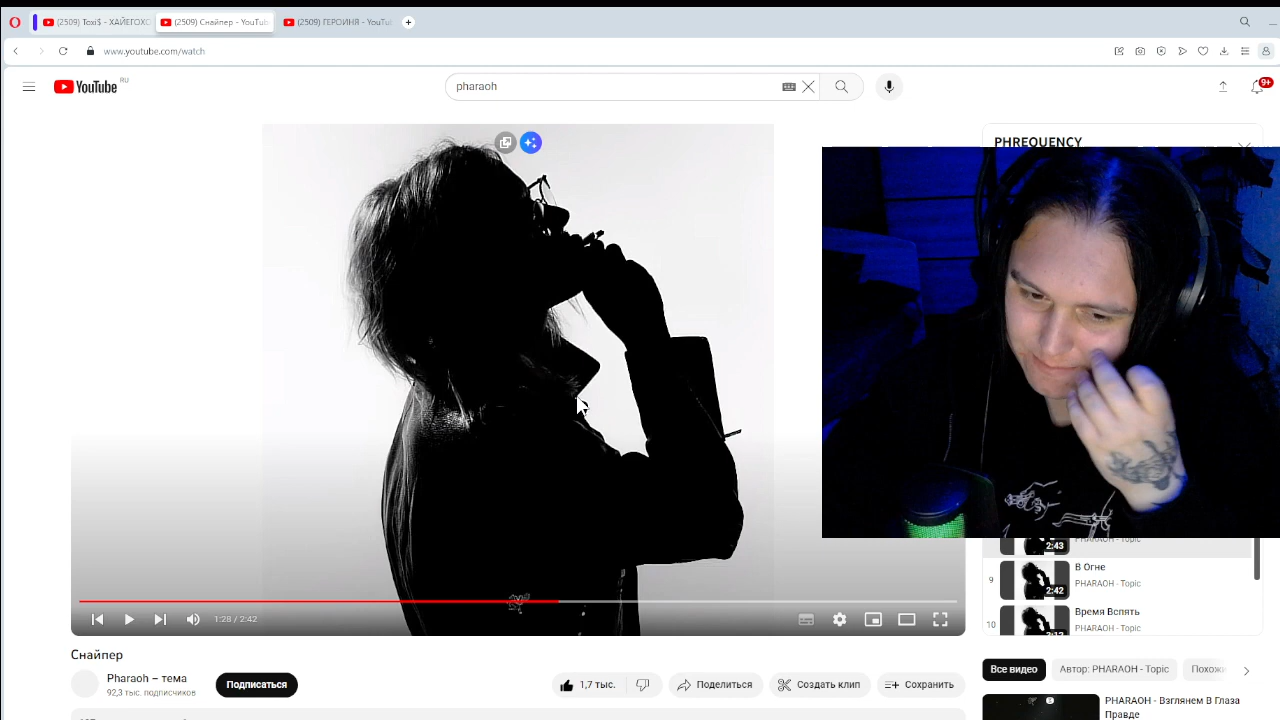 (2509) Toxi$ - ХАЙЕГОХО
(2509) Снайпер - YouTub
(2509) ГЕРОИНЯ - YouTu
www.youtube.com/watch
YouTube RU
pharaoh
9+
PHREQUENCY
2:43
PHARAOH - Topic
9
В Огне
2:42
PHARAOH - Topic
10
Время Вспять
PHARAOH - Topic
1:28 / 2:42
Снайпер
Pharaoh – тема
92,3 тыс. подписчиков
Подписаться
1,7 тыс.
Поделиться
Создать клип
Сохранить
Все видео
Автор: PHARAOH - Topic
Похожи
PHARAOH - Взглянем В Глаза
Правде